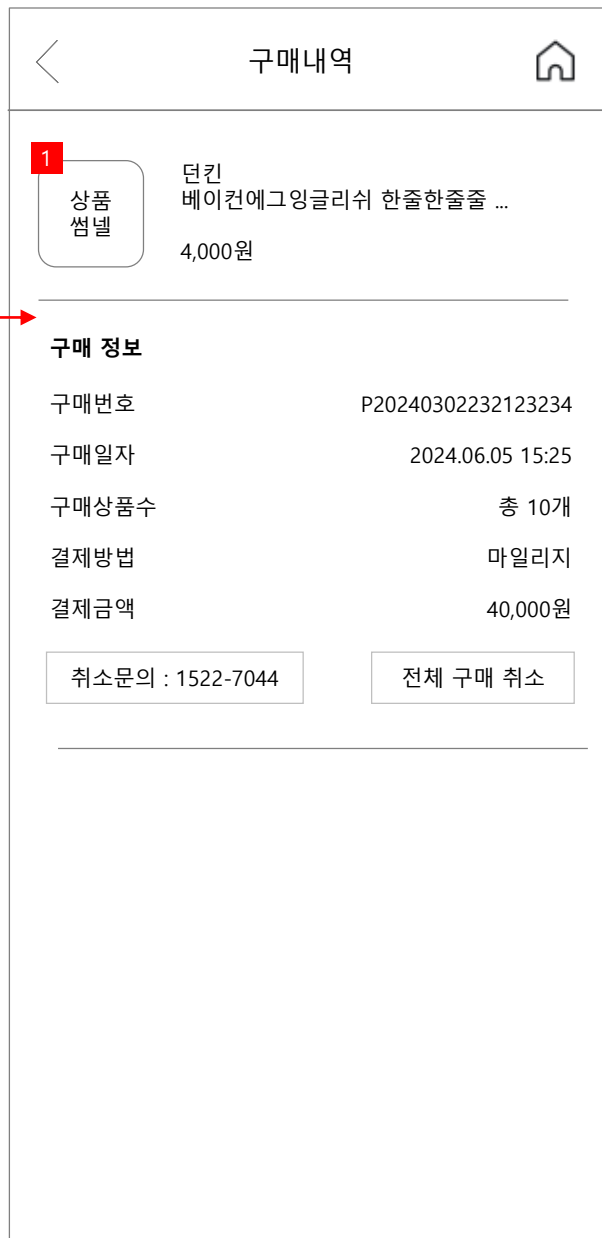 구매내역
1
상품
썸넬
던킨
베이컨에그잉글리쉬 한줄한줄줄 ...
4,000원
구매 정보
구매번호 P20240302232123234
구매일자 2024.06.05 15:25
구매상품수 총 10개
결제방법 마일리지
결제금액 40,000원
취소문의 : 1522-7044 전체 구매 취소